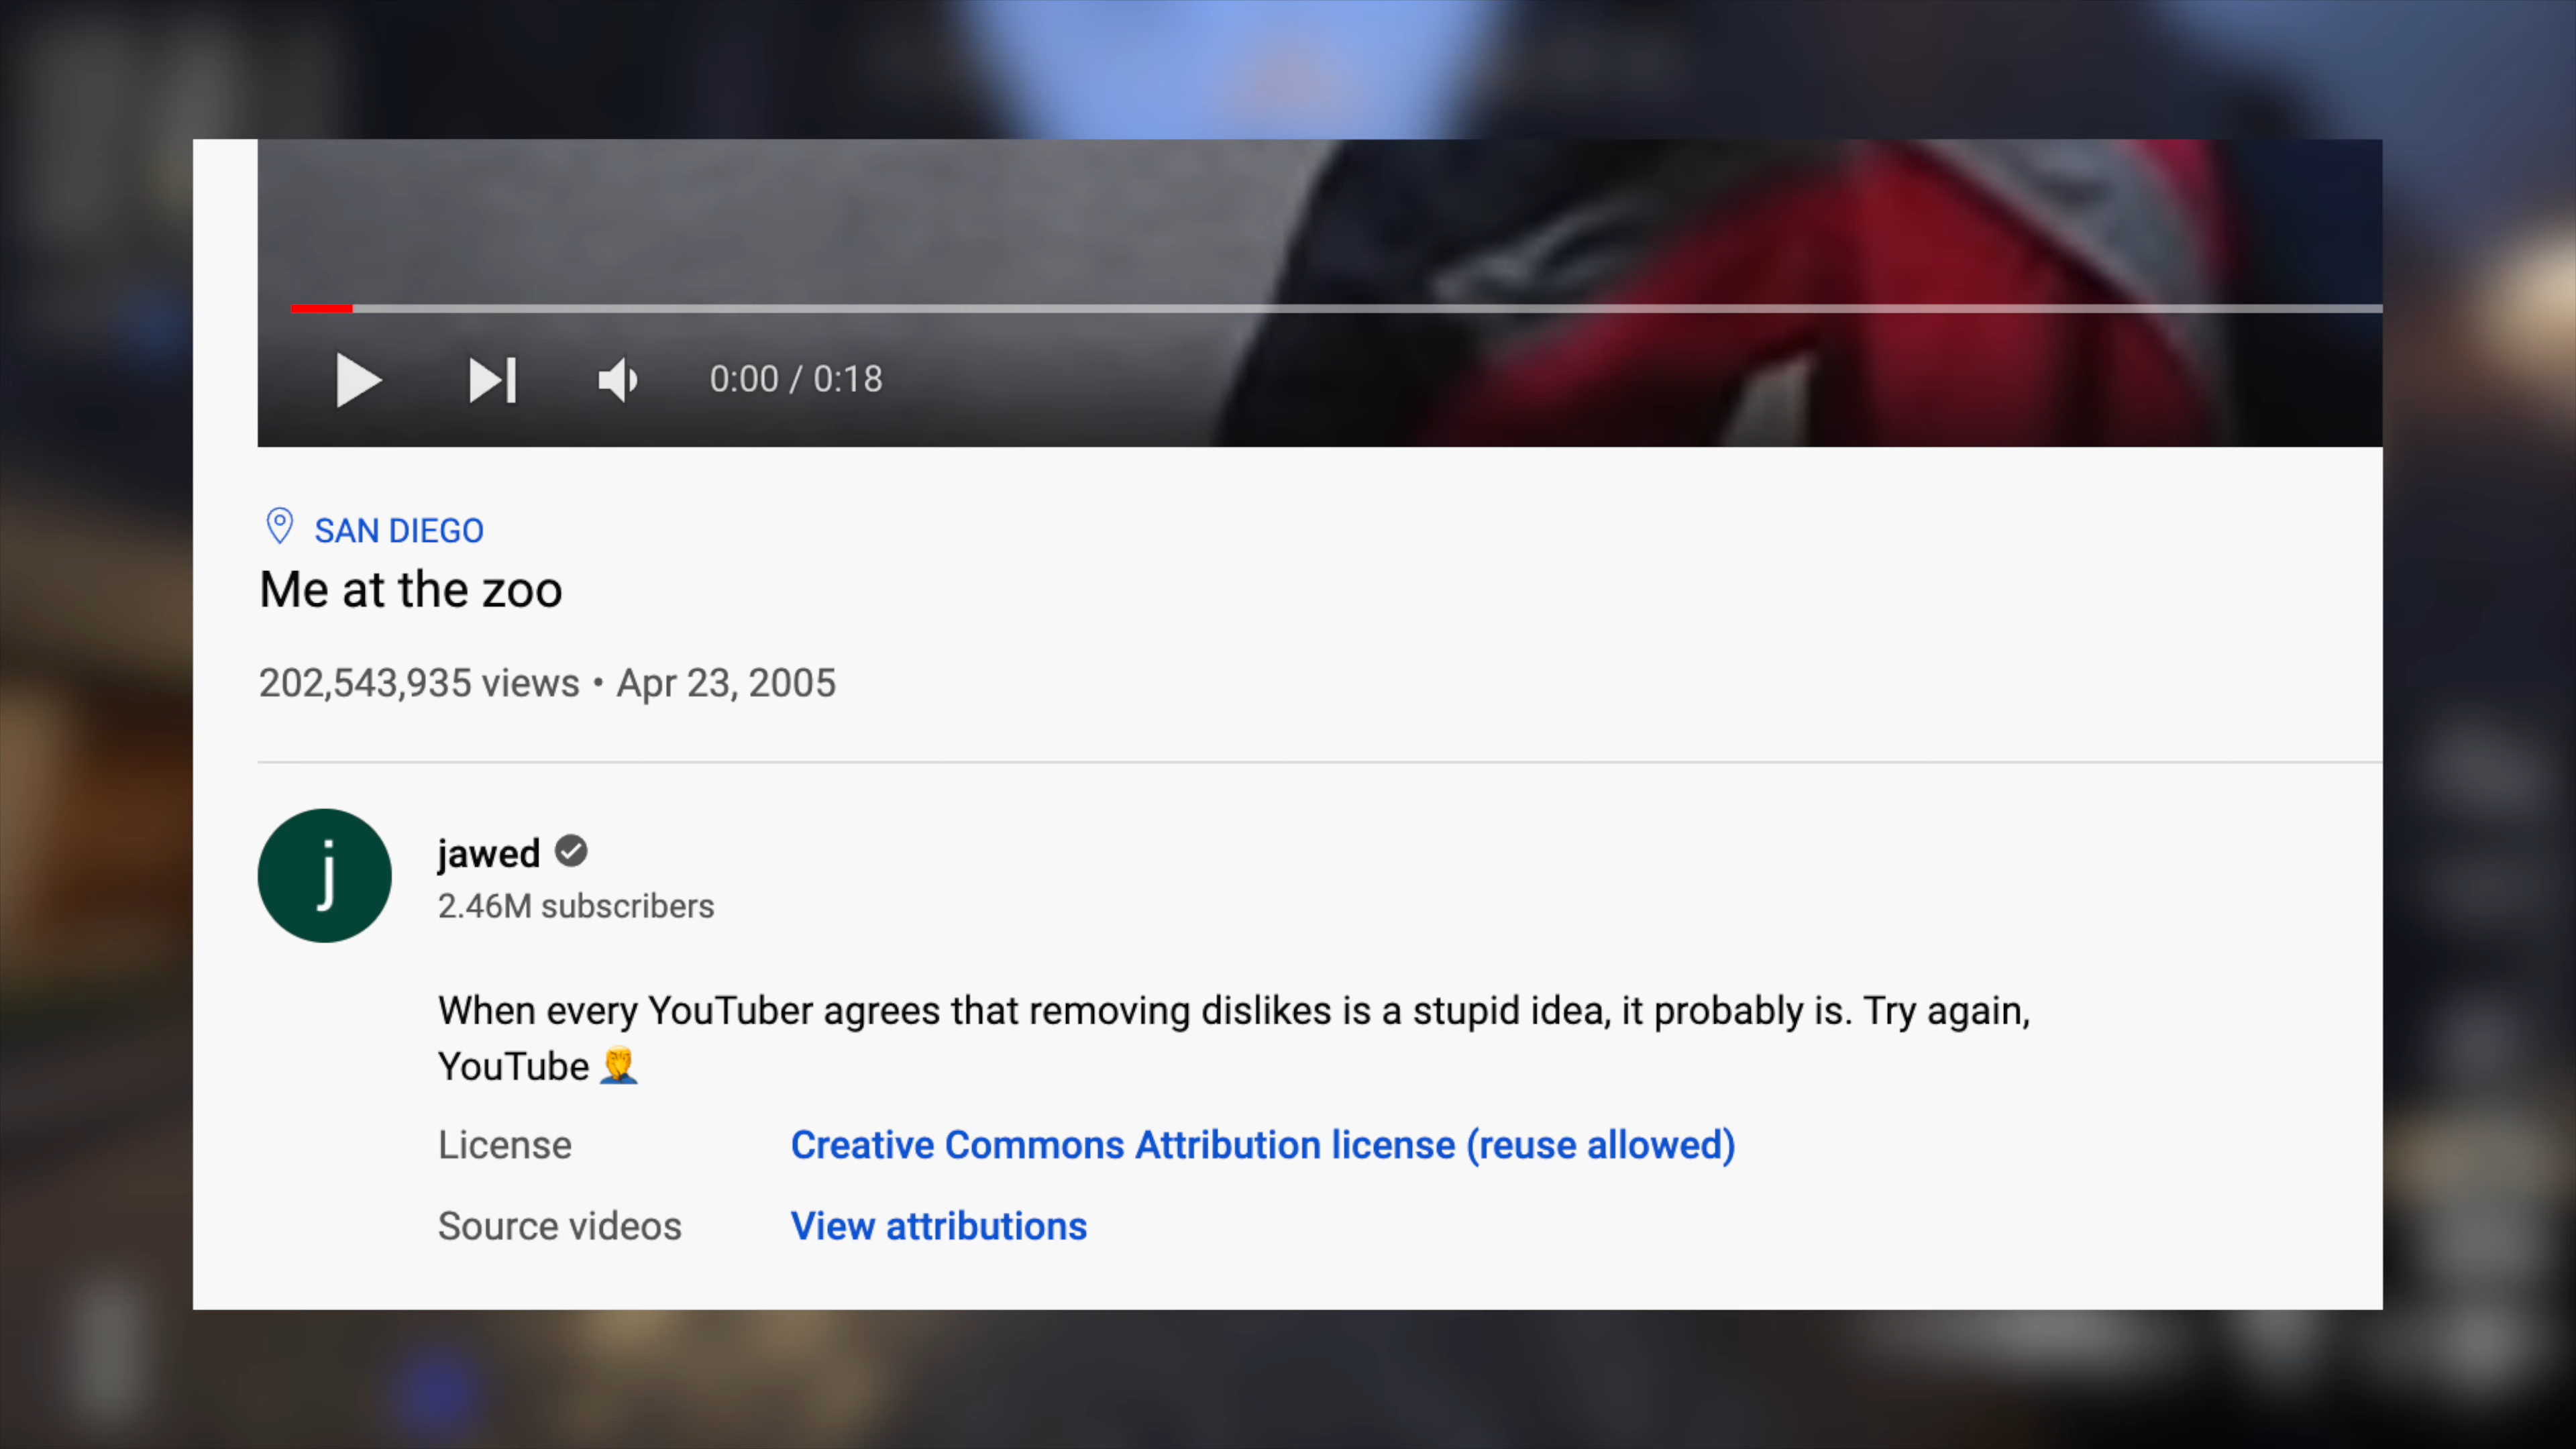 0:00 / 0:18
SAN DIEGO
Me at the zoo
202,543,935 views • Apr 23, 2005
j
jawed
2.46M subscribers
When every YouTuber agrees that removing dislikes is a stupid idea, it probably is. Try again,
YouTube 🤦‍♂️
License Creative Commons Attribution license (reuse allowed)
Source videos View attributions